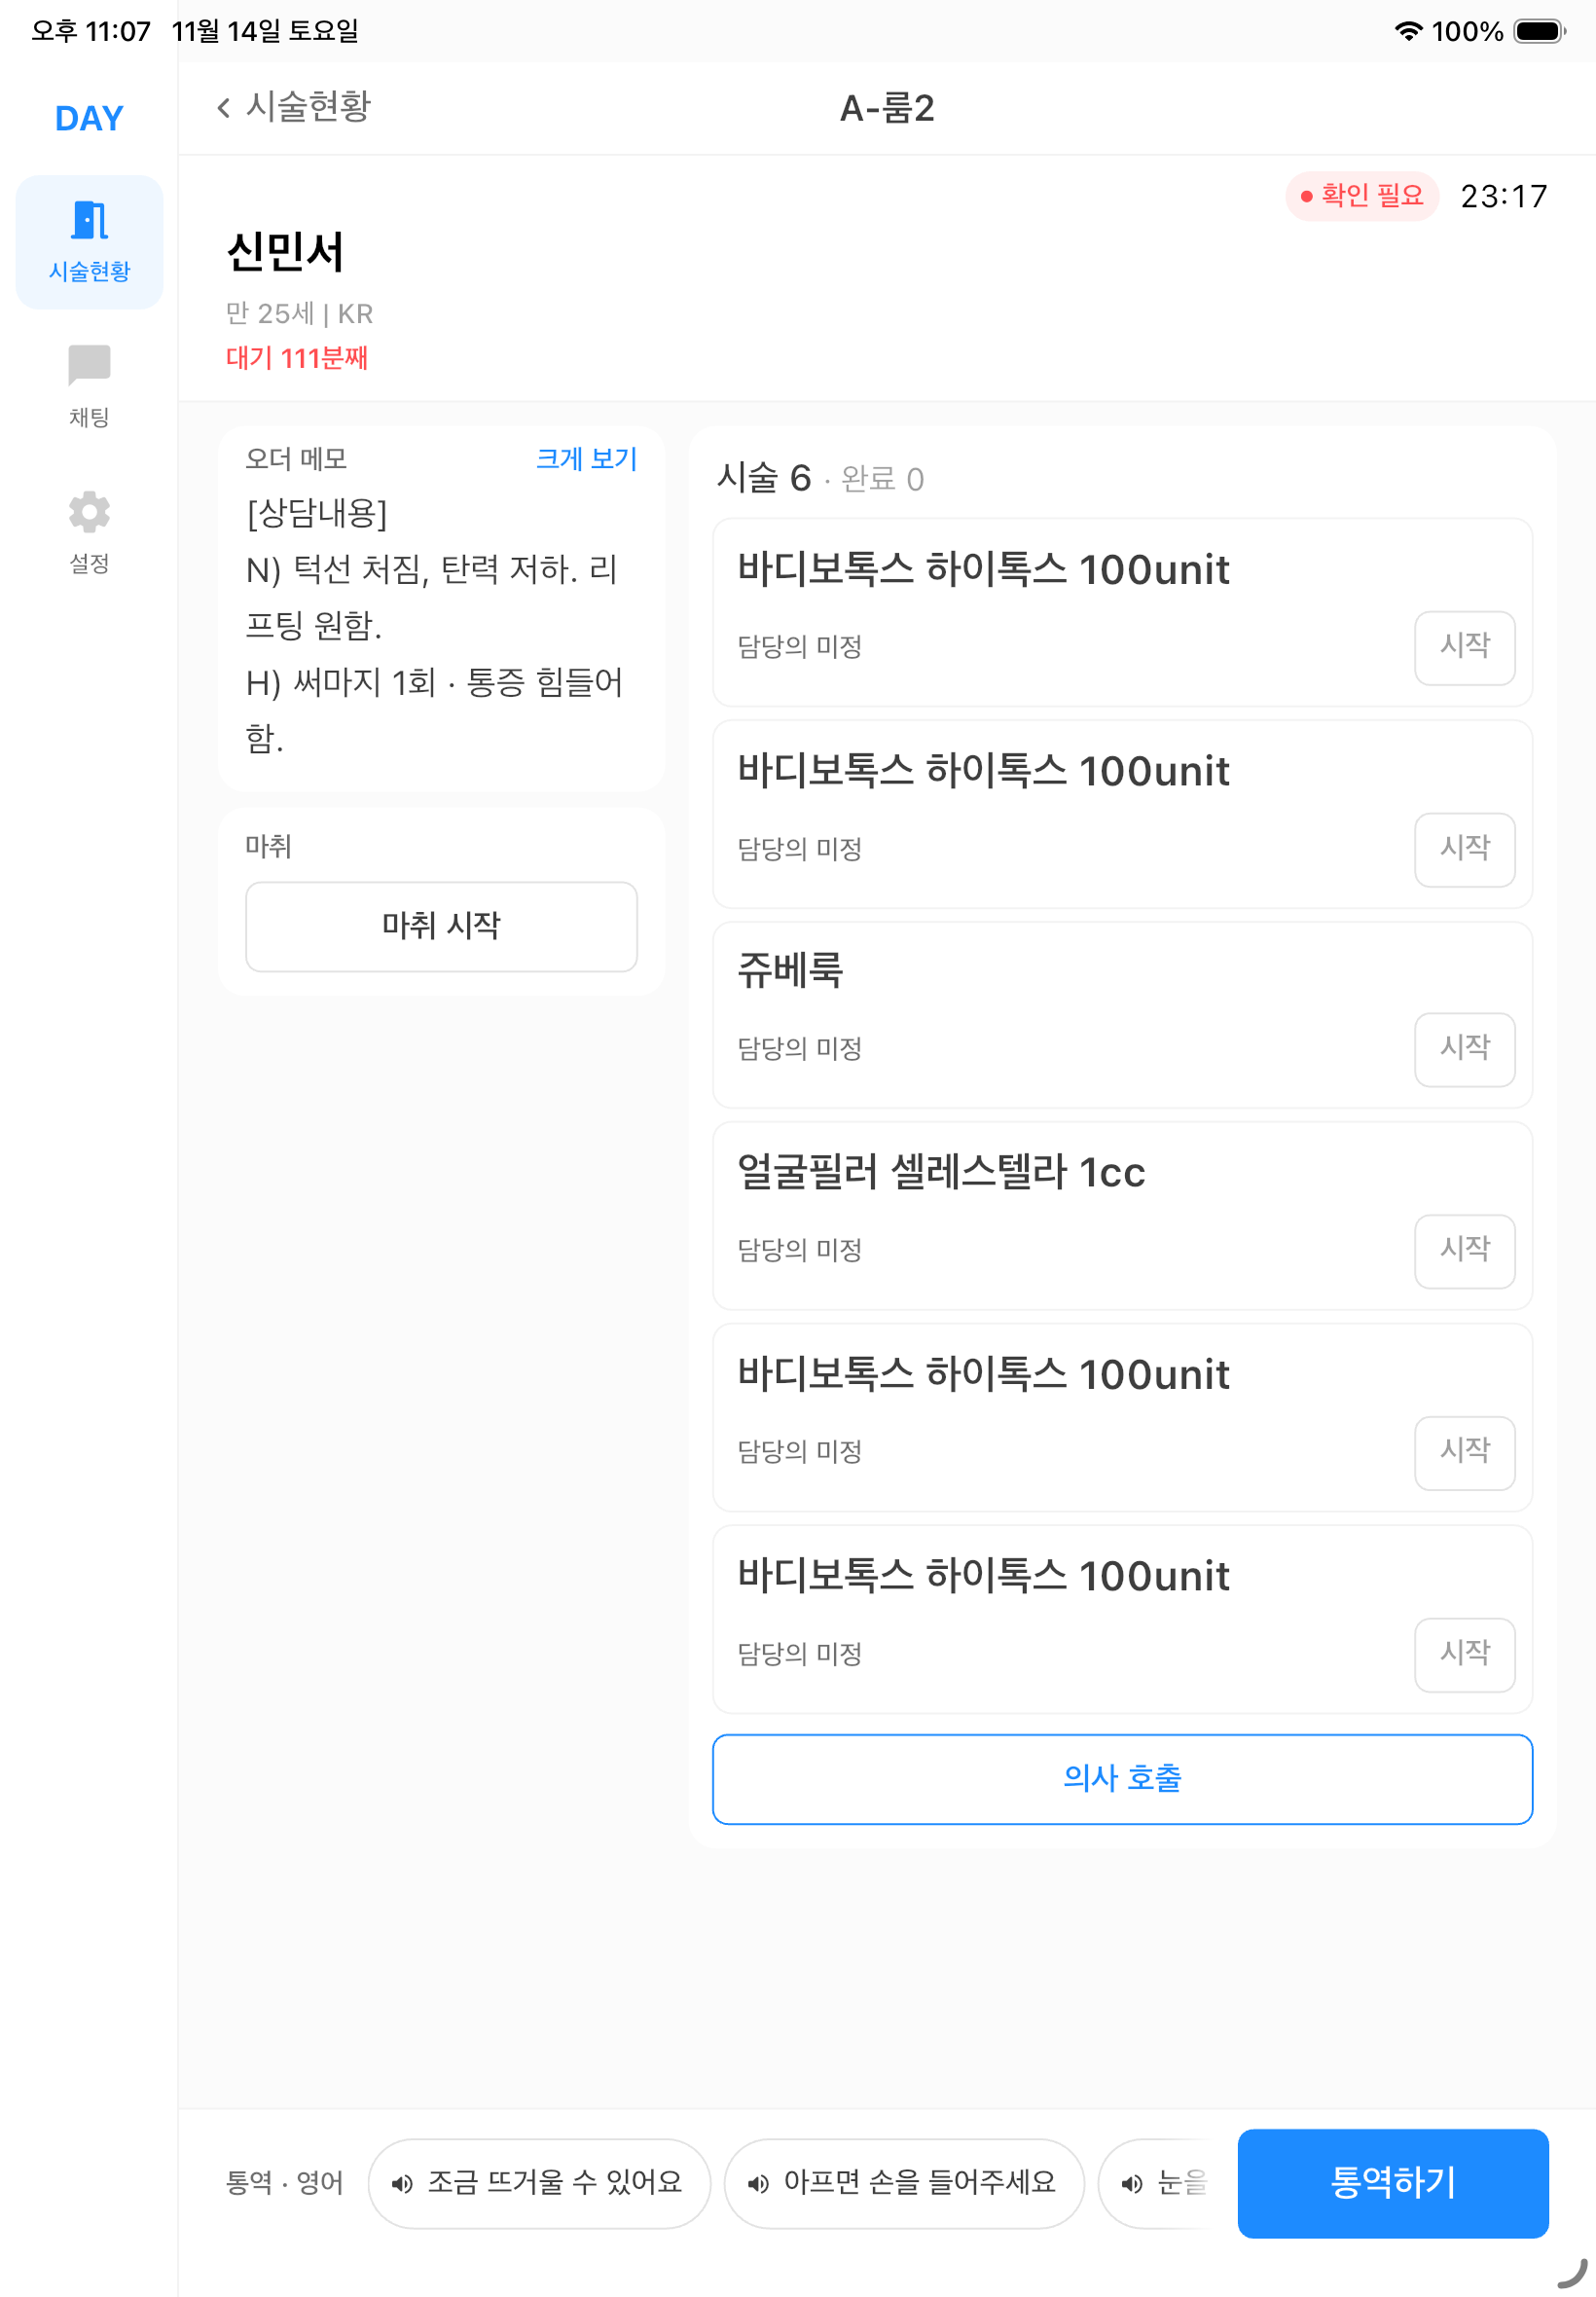 오후 11:07 11월 14일 토요일
100%
DAY
시술현황
채팅
설정
시술현황
A-룸2
확인 필요 23:17
신민서
만 25세 | KR
대기 111분째
오더 메모 크게 보기
[상담내용]
N) 턱선 처짐, 탄력 저하. 리
프팅 원함.
H) 써마지 1회 · 통증 힘들어
함.
마취
마취 시작
시술 6 · 완료 0
바디보톡스 하이톡스 100unit
담당의 미정 시작
바디보톡스 하이톡스 100unit
담당의 미정 시작
쥬베룩
담당의 미정 시작
얼굴필러 셀레스텔라 1cc
담당의 미정 시작
바디보톡스 하이톡스 100unit
담당의 미정 시작
바디보톡스 하이톡스 100unit
담당의 미정 시작
의사 호출
통역 · 영어 조금 뜨거울 수 있어요 아프면 손을 들어주세요 눈을 통역하기